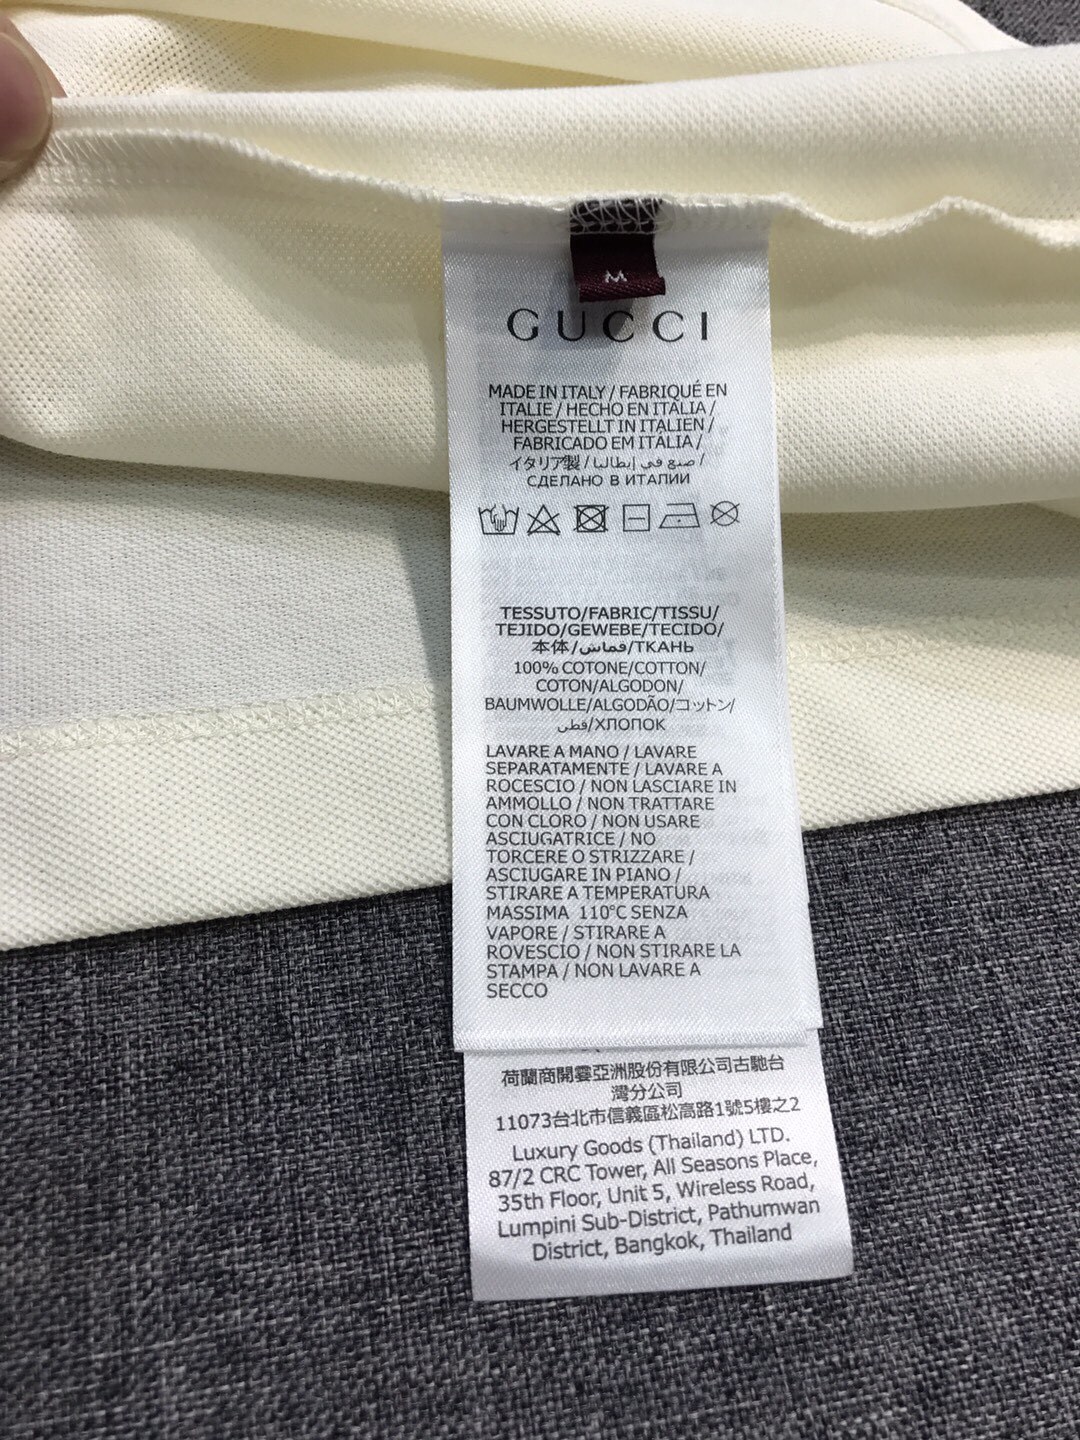 M
GUCCI
MADE IN ITALY / FABRIQUÉ EN
ITALIE / HECHO EN ITALIA /
HERGESTELLT IN ITALIEN /
FABRICADO EM ITÁLIA /
イタリア製 / صنع في إيطاليا /
СДЕЛАНО В ИТАЛИИ
TESSUTO/FABRIC/TISSU/
TEJIDO/GEWEBE/TECIDO/
本体/قماش/ТКАНЬ
100% COTONE/COTTON/
COTON/ALGODON/
BAUMWOLLE/ALGODÃO/コットン/
قطن/ХЛОПОК
LAVARE A MANO / LAVARE
SEPARATAMENTE / LAVARE A
ROCESCIO / NON LASCIARE IN
AMMOLLO / NON TRATTARE
CON CLORO / NON USARE
ASCIUGATRICE / NO
TORCERE O STRIZZARE /
ASCIUGARE IN PIANO /
STIRARE A TEMPERATURA
MASSIMA 110°C SENZA
VAPORE / STIRARE A
ROVESCIO / NON STIRARE LA
STAMPA / NON LAVARE A
SECCO
荷蘭商開雲亞洲股份有限公司古馳台
灣分公司
11073台北市信義區松高路1號5樓之2
Luxury Goods (Thailand) LTD.
87/2 CRC Tower, All Seasons Place,
35th Floor, Unit 5, Wireless Road,
Lumpini Sub-District, Pathumwan
District, Bangkok, Thailand